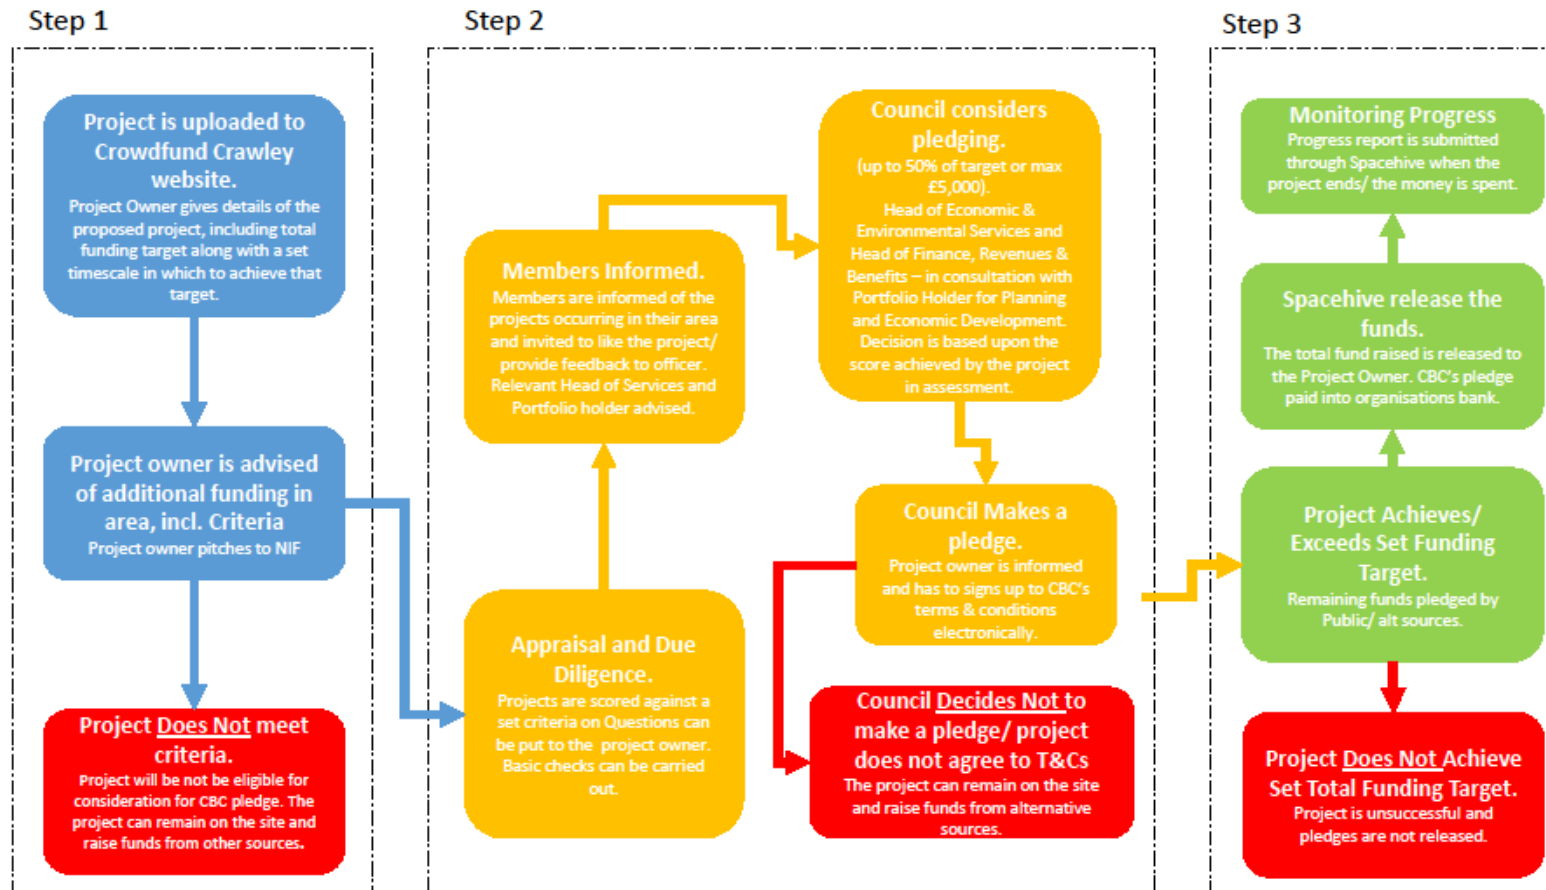 Step 1
Project is uploaded to
Crowdfund Crawley
website.
Project Owner gives details of the
proposed project, including total
funding target along with a set
timescale in which to achieve that
target.
Project owner is advised
of additional funding in
area, incl. Criteria
Project owner pitches to NIF
Project Does Not meet
criteria.
Project will be not be eligible for
consideration for CBC pledge. The
project can remain on the site and
raise funds from other sources.
Step 2
Appraisal and Due
Diligence.
Projects are scored against a
set criteria on Questions can
be put to the project owner.
Basic checks can be carried
out.
Members Informed.
Members are informed of the
projects occurring in their area
and invited to like the project/
provide feedback to officer.
Relevant Head of Services and
Portfolio holder advised.
Council considers
pledging.
(up to 50% of target or max
£5,000).
Head of Economic &
Environmental Services and
Head of Finance, Revenues &
Benefits – in consultation with
Portfolio Holder for Planning
and Economic Development.
Decision is based upon the
score achieved by the project
in assessment.
Council Makes a
pledge.
Project owner is informed
and has to signs up to CBC's
terms & conditions
electronically.
Council Decides Not to
make a pledge/ project
does not agree to T&Cs
The project can remain on the site
and raise funds from alternative
sources.
Step 3
Monitoring Progress
Progress report is submitted
through Spacehive when the
project ends/ the money is spent.
Spacehive release the
funds.
The total fund raised is released to
the Project Owner. CBC's pledge
paid into organisations bank.
Project Achieves/
Exceeds Set Funding
Target.
Remaining funds pledged by
Public/ alt sources.
Project Does Not Achieve
Set Total Funding Target.
Project is unsuccessful and
pledges are not released.